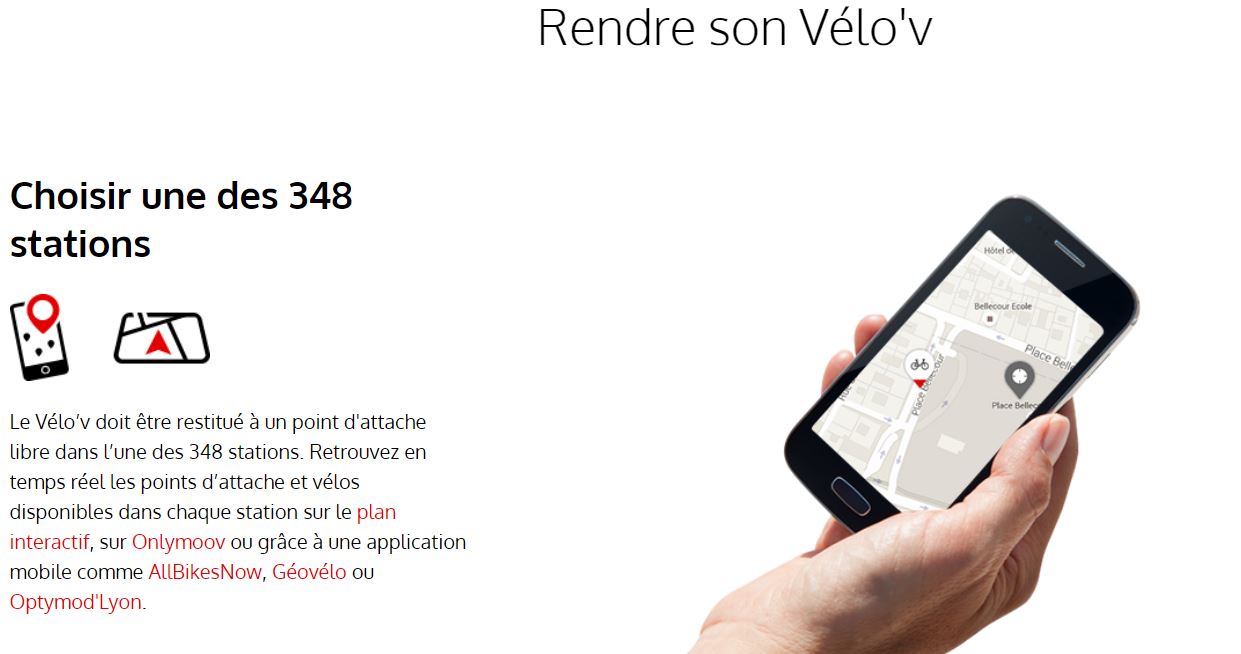 Rendre son Vélo'v
Choisir une des 348
stations
Le Vélo’v doit être restitué à un point d'attache
libre dans l’une des 348 stations. Retrouvez en
temps réel les points d’attache et vélos
disponibles dans chaque station sur le plan
interactif, sur Onlymoov ou grâce à une application
mobile comme AllBikesNow, Géovélo ou
Optymod'Lyon.
Hôtel de
Bellecour Ecole
Place Belle
Place Bellecour
Place Bellec